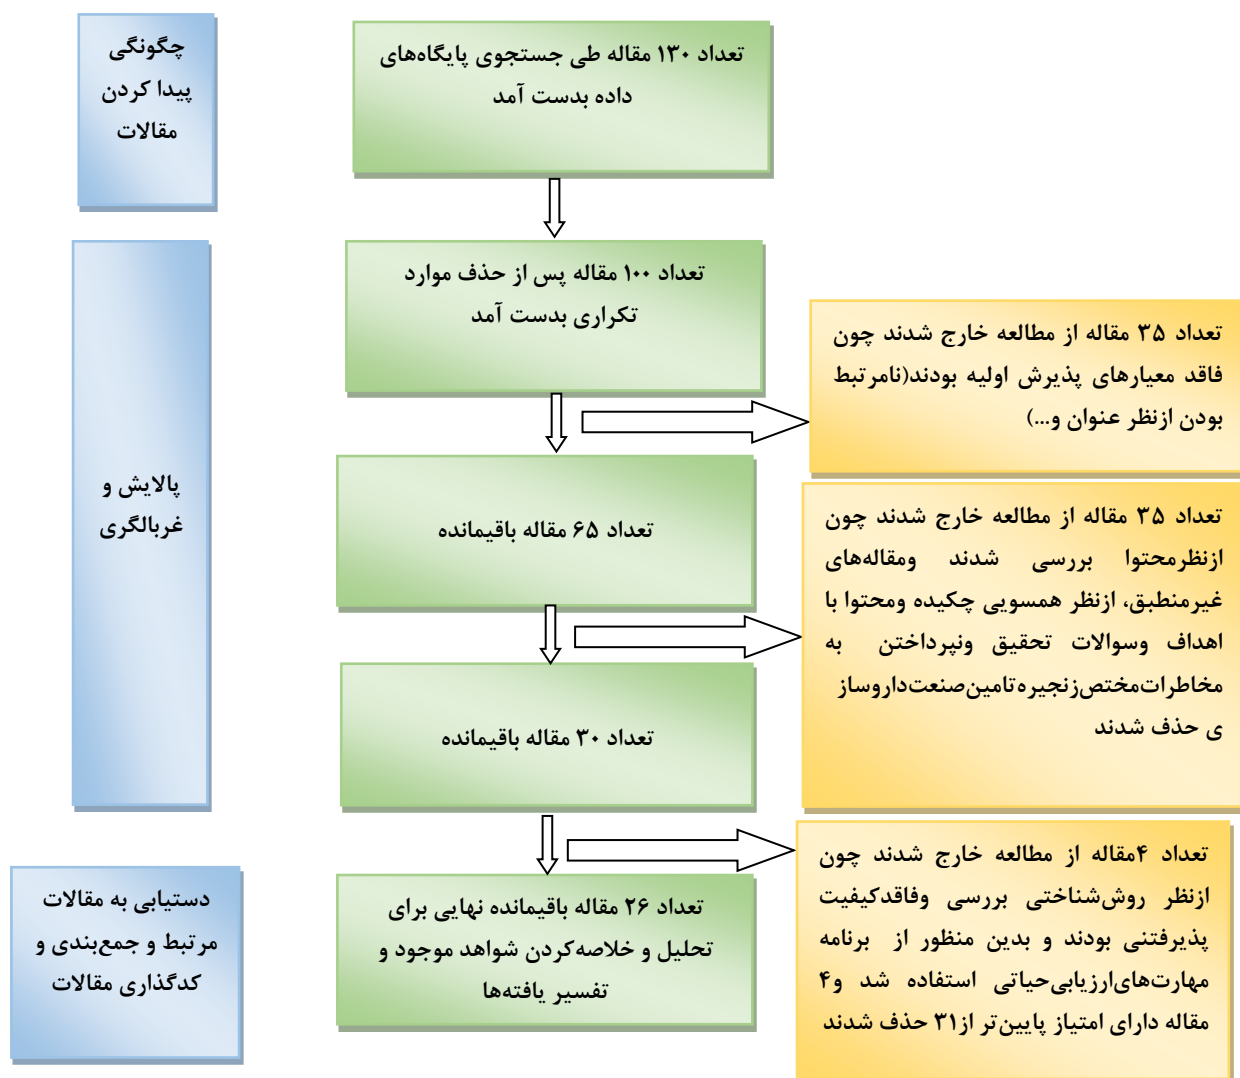 چگونگی
پیدا کردن
مقالات
تعداد ۱۳۰ مقاله طی جستجوی پایگاه‌های
داده بدست آمد
تعداد ۱۰۰ مقاله پس از حذف موارد
تکراری بدست آمد
تعداد ۳۵ مقاله از مطالعه خارج شدند چون
فاقد معیارهای پذیرش اولیه بودند(نامرتبط
بودن ازنظر عنوان و...)
پالایش و
غربالگری
تعداد ۶۵ مقاله باقیمانده
تعداد ۳۵ مقاله از مطالعه خارج شدند چون
ازنظرمحتوا بررسی شدند ومقاله‌های
غیرمنطبق، ازنظر همسویی چکیده ومحتوا با
اهداف وسوالات تحقیق ونپرداختن به
مخاطرات‌مختص‌زنجیره‌تامین‌صنعت‌داروساز
ی حذف شدند
تعداد ۳۰ مقاله باقیمانده
دستیابی به مقالات
مرتبط و جمع‌بندی و
کدگذاری مقالات
تعداد ۲۶ مقاله باقیمانده نهایی برای
تحلیل و خلاصه‌کردن شواهد موجود و
تفسیر یافته‌ها
تعداد ۴مقاله از مطالعه خارج شدند چون
ازنظر روش‌شناختی بررسی وفاقدکیفیت
پذیرفتنی بودند و بدین منظور از برنامه
مهارت‌های‌ارزیابی‌حیاتی استفاده شد و۴
مقاله دارای امتیاز پایین‌تر از۳۱ حذف شدند